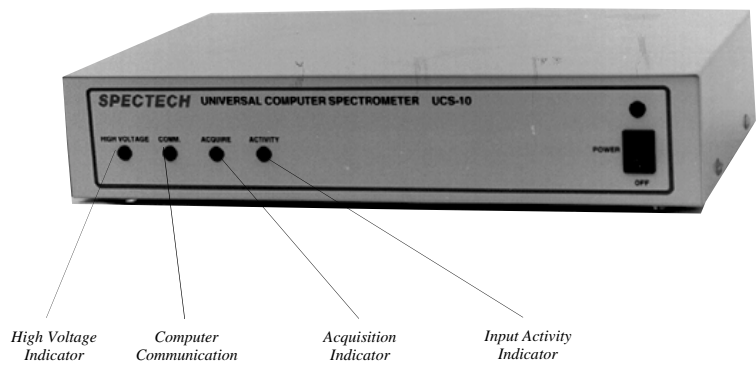 SPECTECH UNIVERSAL COMPUTER SPECTROMETER UCS-10
HIGH VOLTAGE COMM. ACQUIRE ACTIVITY
POWER
OFF
High Voltage
Indicator
Computer
Communication
Acquisition
Indicator
Input Activity
Indicator